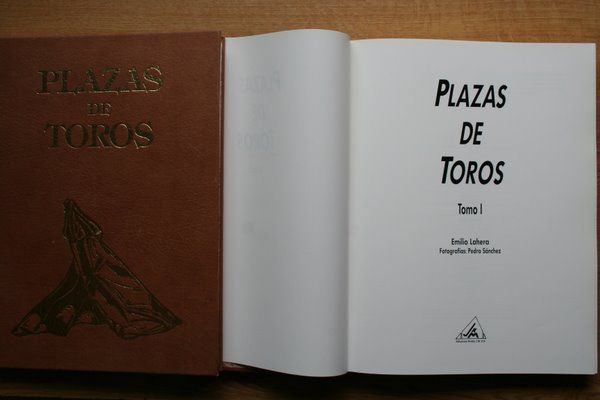 PLAZAS
DE
TOROS
PLAZAS
DE
TOROS
Tomo I
Emilio Lahera
Fotografías: Pedro Sánchez